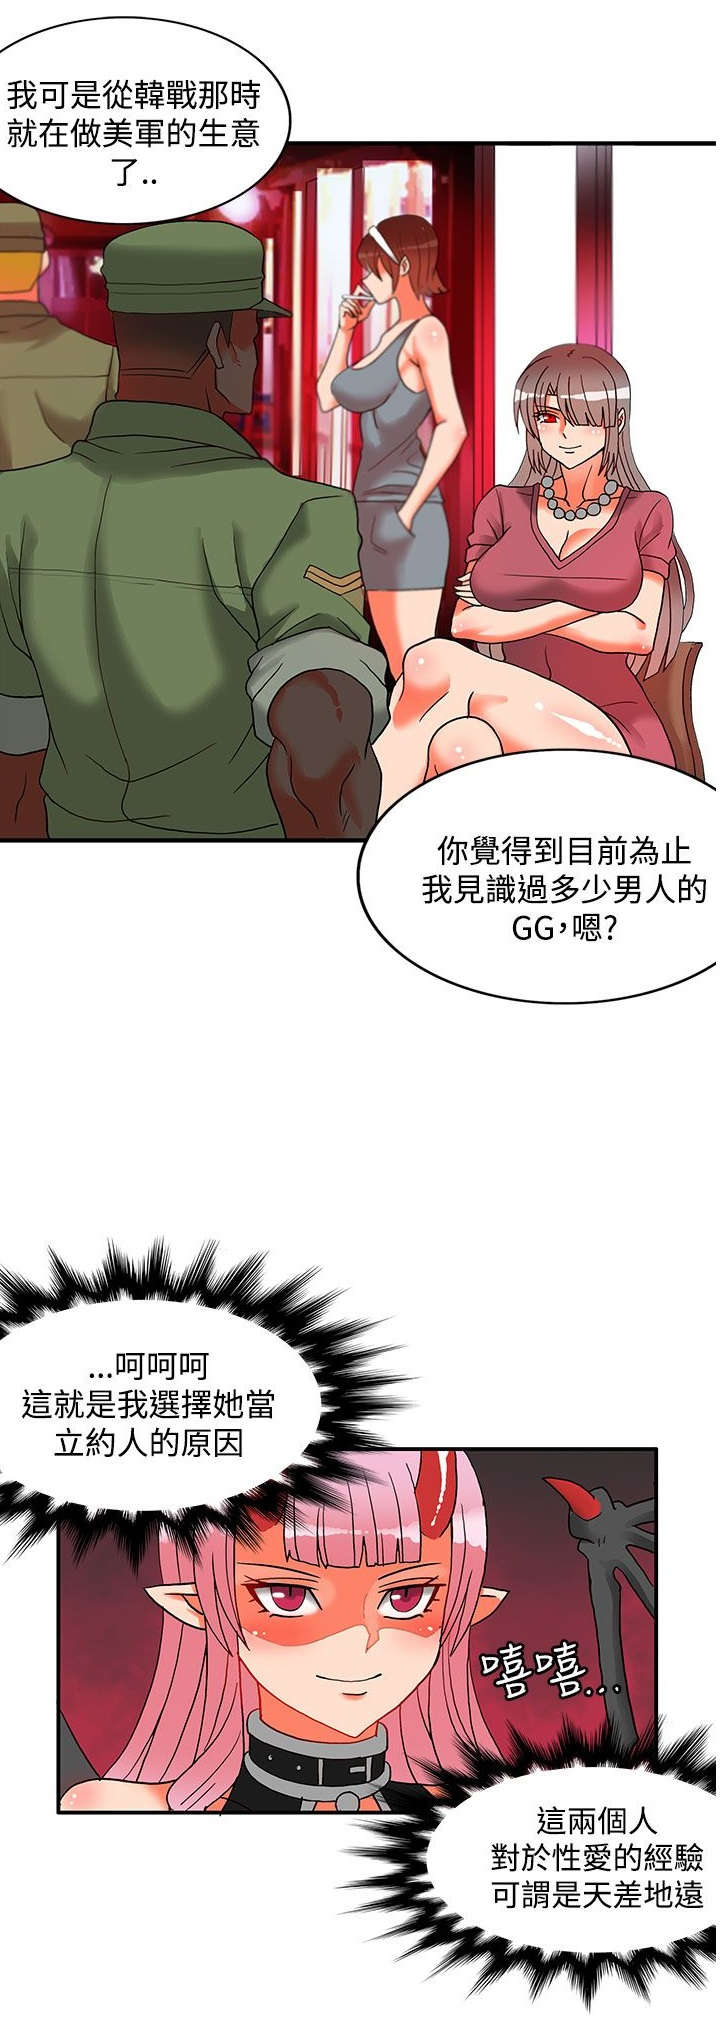 我可是從韓戰那時
就在做美軍的生意
了..
你覺得到目前為止
我見識過多少男人的
GG,嗯?
...呵呵呵
這就是我選擇她當
立約人的原因
嘻嘻...
這兩個人
對於性愛的經驗
可謂是天差地遠